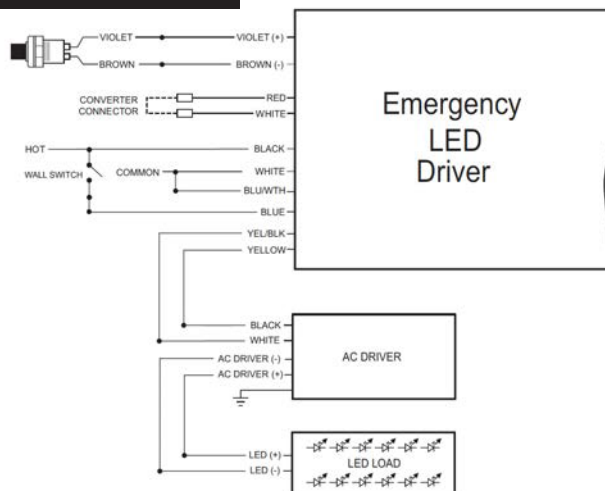 VIOLET VIOLET (+)
BROWN BROWN (-)
CONVERTER
CONNECTOR
RED
WHITE
Emergency
LED
Driver
HOT BLACK
WALL SWITCH COMMON WHITE
BLU/WTH
BLUE
YEL/BLK
YELLOW
BLACK
WHITE
AC DRIVER (-)
AC DRIVER (+)
AC DRIVER
LED (+)
LED (-)
LED LOAD